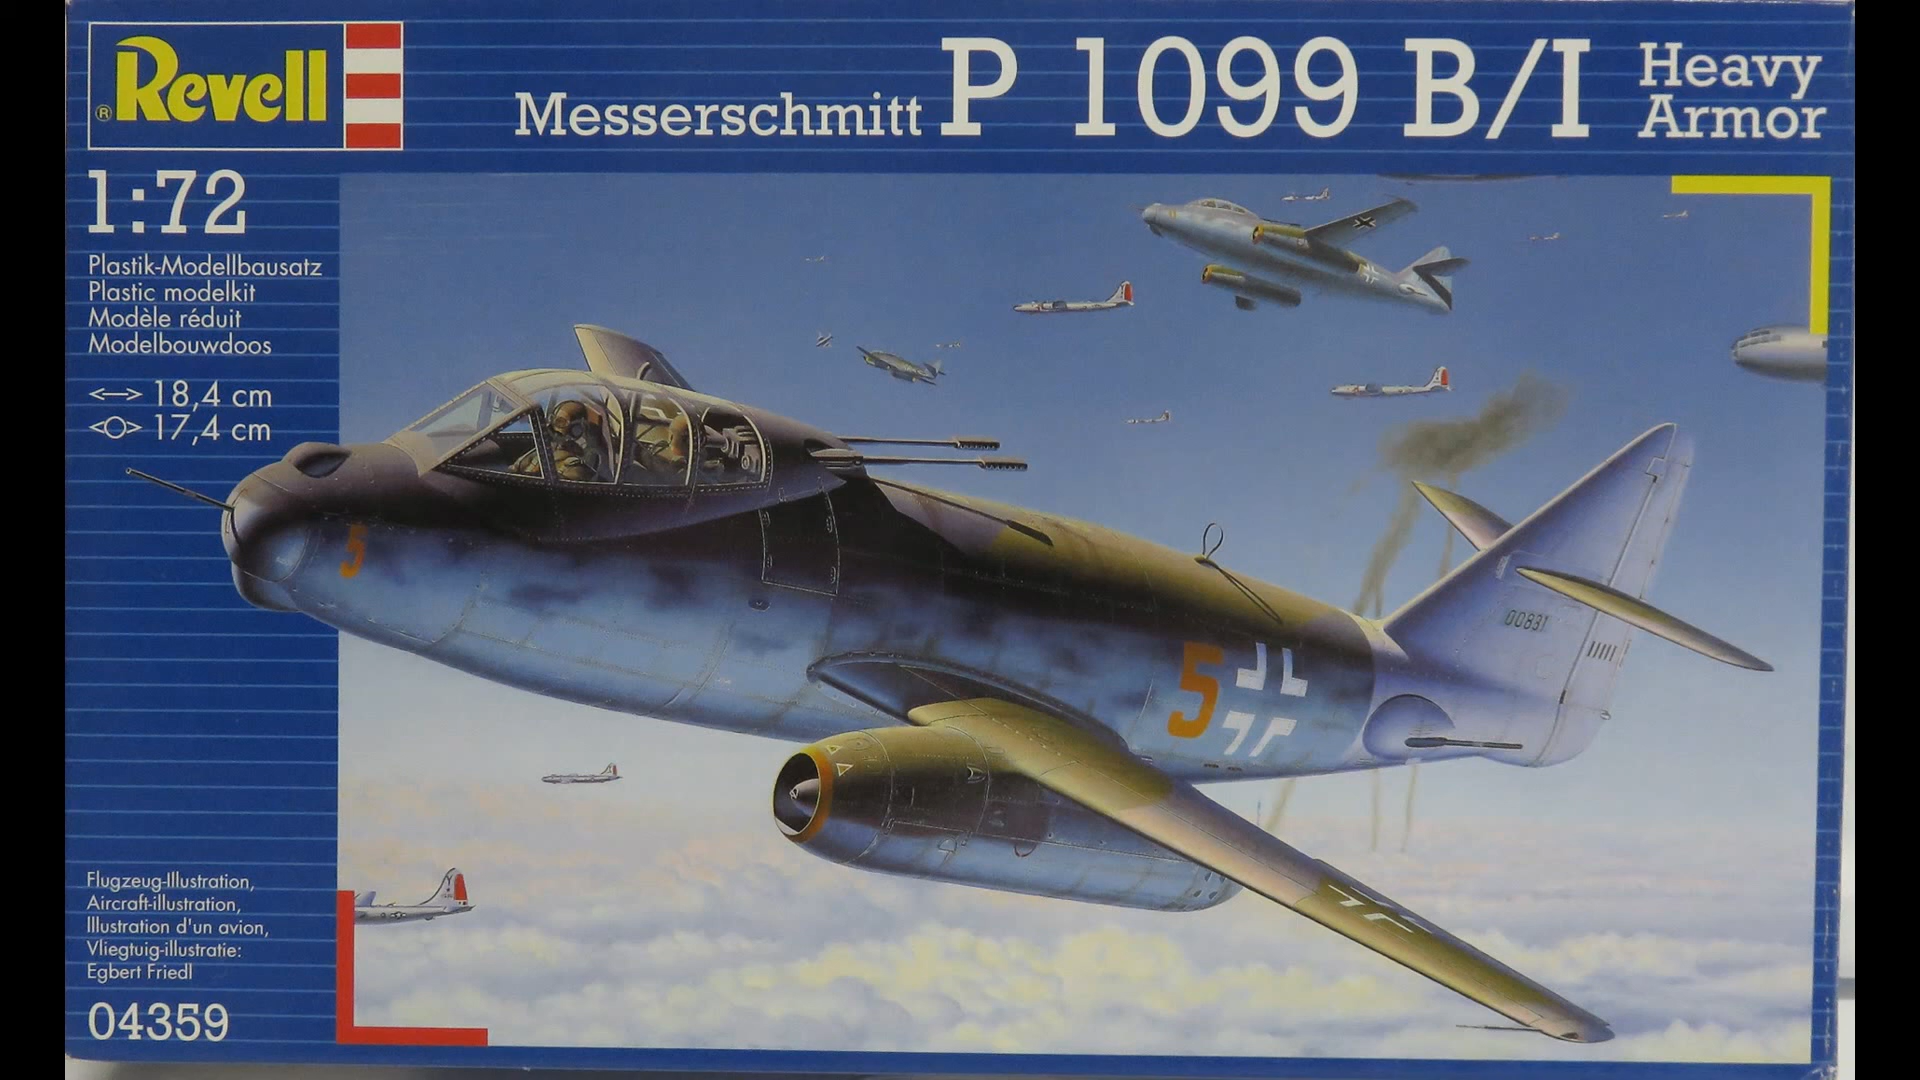 ® Revell
Messerschmitt P 1099 B/I Heavy
Armor
1:72
Plastik-Modellbausatz
Plastic modelkit
Modèle réduit
Modelbouwdoos
18,4 cm
17,4 cm
5
5
00831
Flugzeug-Illustration,
Aircraft-illustration,
Illustration d'un avion,
Vliegtuig-illustratie:
Egbert Friedl
04359